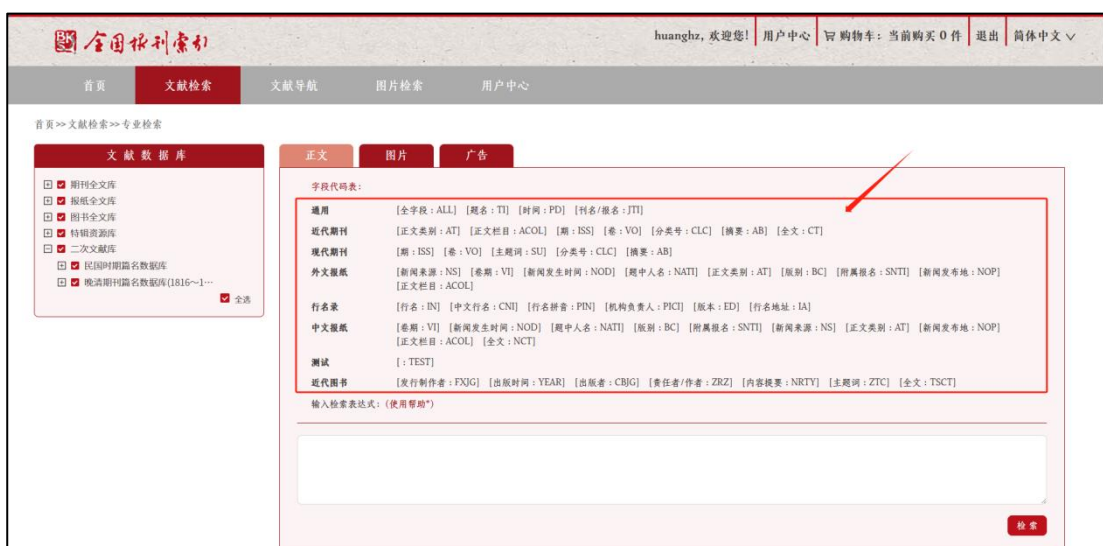 全国报刊索引
huanghz, 欢迎您! 用户中心 购物车：当前购买 0 件 退出 简体中文
首页 文献检索 文献导航 图片检索 用户中心
首页>>文献检索>>专业检索
文献数据库
期刊全文库
报纸全文库
图书全文库
特辑资源库
二次文献库
民国时期篇名数据库
晚清期刊篇名数据库(1816～1…
全选
正文 图片 广告
字段代码表：
通用 [全字段：ALL] [题名：TI] [时间：PD] [刊名/报名：JTI]
近代期刊 [正文类别：AT] [正文栏目：ACOL] [期：ISS] [卷：VO] [分类号：CLC] [摘要：AB] [全文：CT]
现代期刊 [期：ISS] [卷：VO] [主题词：SU] [分类号：CLC] [摘要：AB]
外文报纸 [新闻来源：NS] [卷期：VI] [新闻发生时间：NOD] [题中人名：NATI] [正文类别：AT] [版别：BC] [附属报名：SNTI] [新闻发布地：NOP]
[正文栏目：ACOL]
行名录 [行名：IN] [中文行名：CNI] [行名拼音：PIN] [机构负责人：PICI] [版本：ED] [行名地址：IA]
中文报纸 [卷期：VI] [新闻发生时间：NOD] [题中人名：NATI] [版别：BC] [附属报名：SNTI] [新闻来源：NS] [正文类别：AT] [新闻发布地：NOP]
[正文栏目：ACOL] [全文：NCT]
测试 [：TEST]
近代图书 [发行制作者：FXJG] [出版时间：YEAR] [出版者：CBJG] [责任者/作者：ZRZ] [内容提要：NRTY] [主题词：ZTC] [全文：TSCT]
输入检索表达式：(使用帮助*)
检索